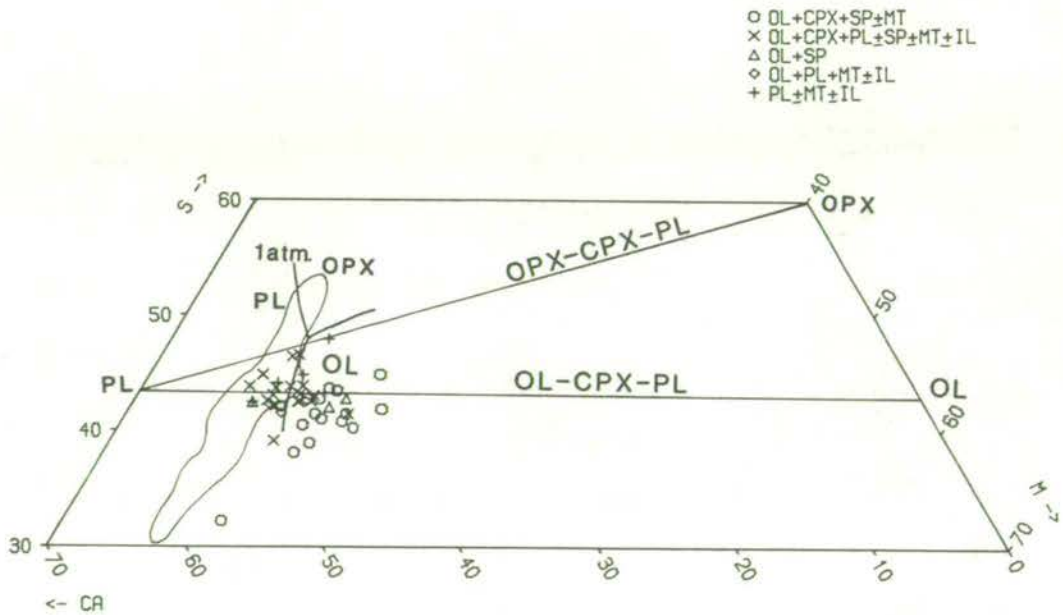 OL+CPX+SP±MT
OL+CPX+PL±SP±MT±IL
OL+SP
OL+PL+MT±IL
PL±MT±IL
S ->
60
40
OPX
1atm.
OPX
OPX-CPX-PL
PL
50
50
OL
PL
OL-CPX-PL
OL
40
60
M ->
30
70
70
60
50
40
30
20
10
0
<- CA